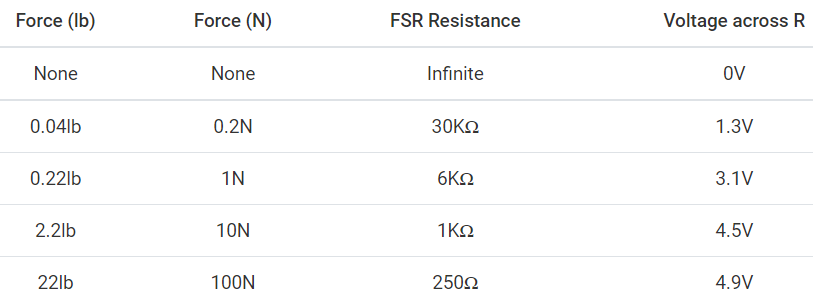 Force (lb) Force (N) FSR Resistance Voltage across R
None None Infinite 0V
0.04lb 0.2N 30KΩ 1.3V
0.22lb 1N 6KΩ 3.1V
2.2lb 10N 1KΩ 4.5V
22lb 100N 250Ω 4.9V